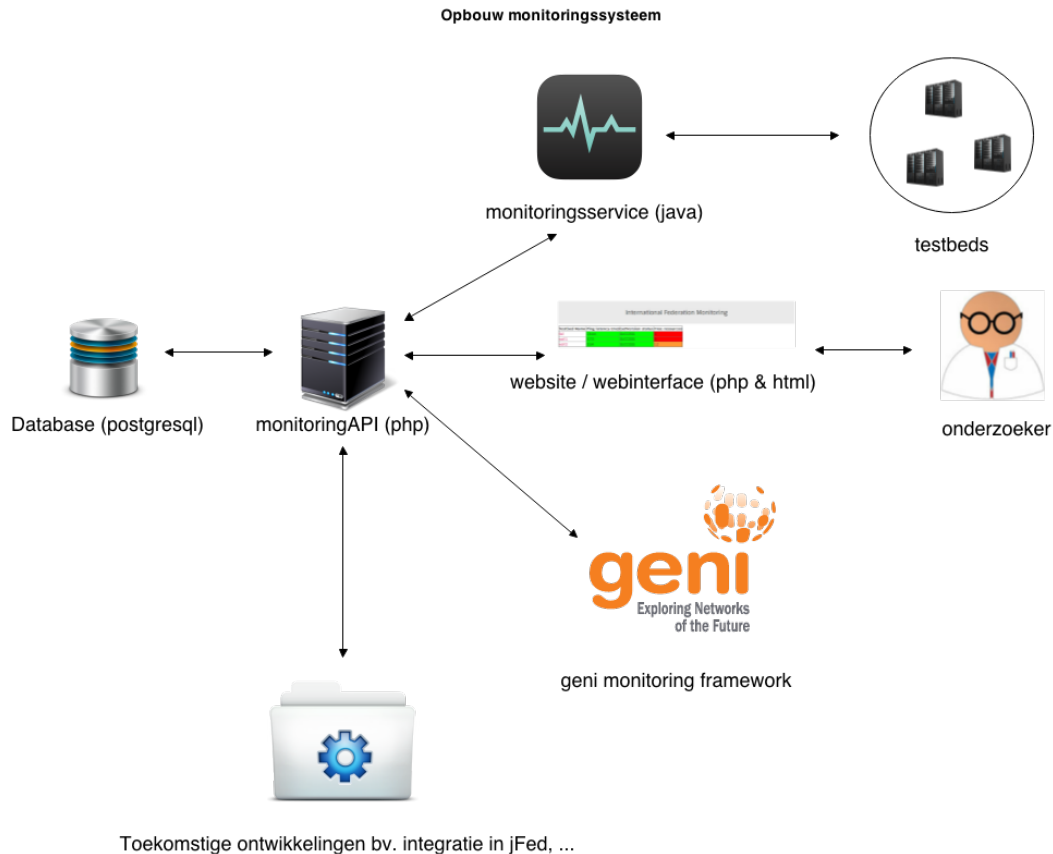 Opbouw monitoringssysteem
monitoringsservice (java)
testbeds
International Federation Monitoring
website / webinterface (php & html)
onderzoeker
Database (postgresql)
monitoringAPI (php)
geni
Exploring Networks
of the Future
geni monitoring framework
Toekomstige ontwikkelingen bv. integratie in jFed, ...